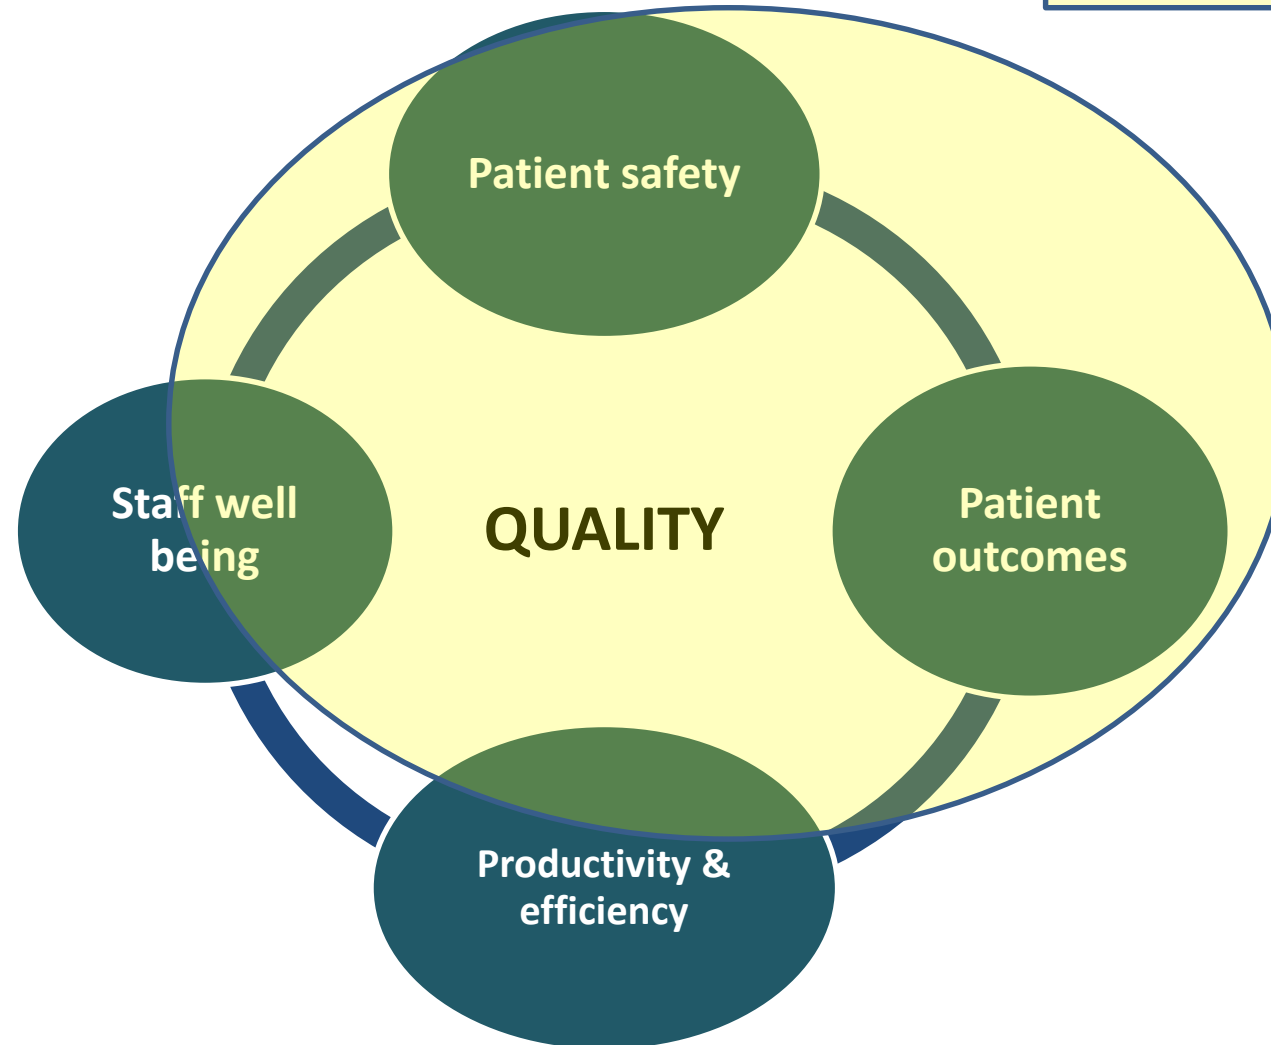 Patient safety
Staff well
being
QUALITY
Patient
outcomes
Productivity &
efficiency